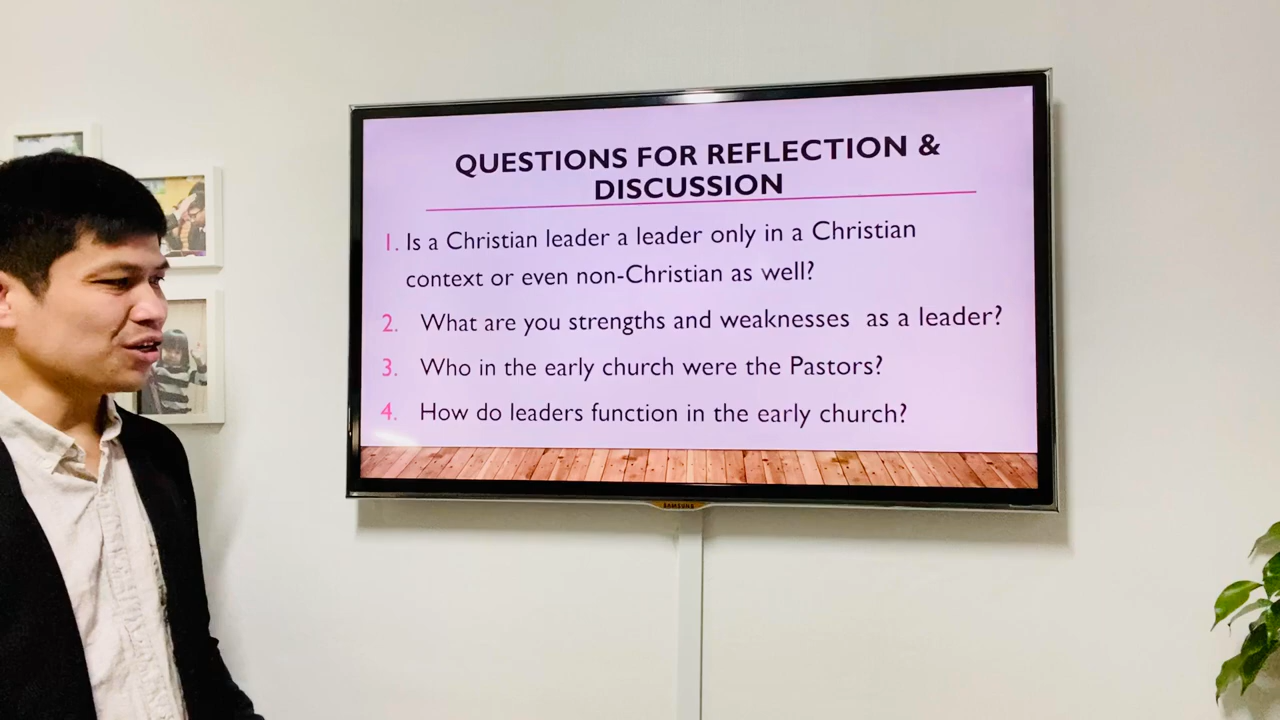 QUESTIONS FOR REFLECTION &
DISCUSSION
1. Is a Christian leader a leader only in a Christian
context or even non-Christian as well?
2. What are you strengths and weaknesses as a leader?
3. Who in the early church were the Pastors?
4. How do leaders function in the early church?
SAMSUNG